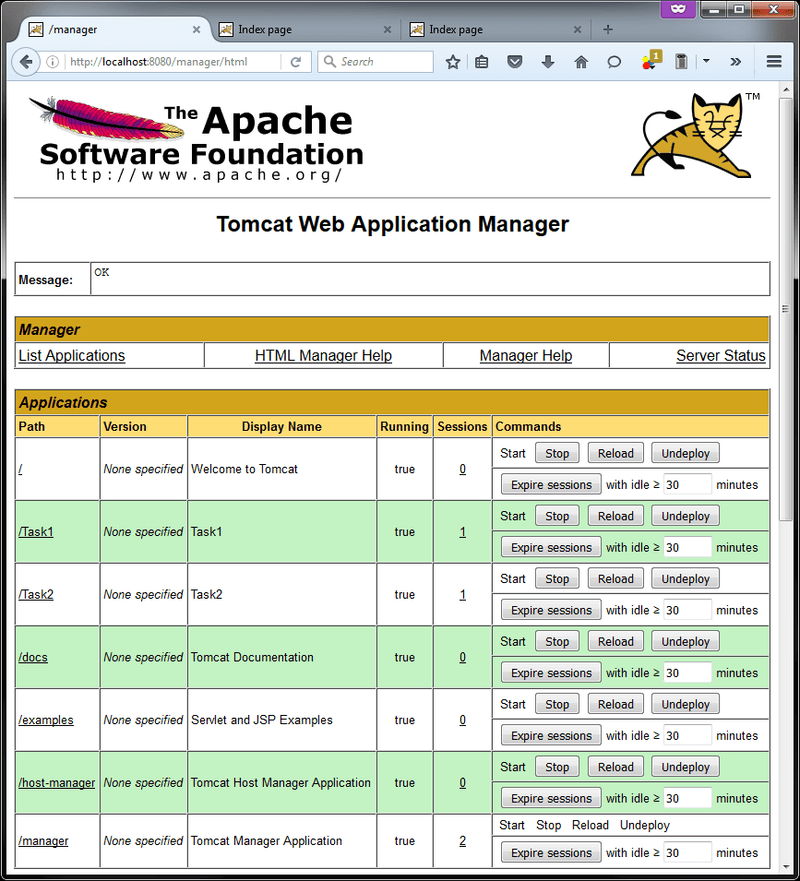 /manager
Index page
Index page
http://localhost:8080/manager/html
Search
1
The Apache
Software Foundation
http://www.apache.org/
TM
Tomcat Web Application Manager
Message: OK
Manager
List Applications HTML Manager Help Manager Help Server Status
Applications
Path Version Display Name Running Sessions Commands
/ None specified Welcome to Tomcat true 0 Start Stop Reload Undeploy
Expire sessions with idle ≥ 30 minutes
/Task1 None specified Task1 true 1 Start Stop Reload Undeploy
Expire sessions with idle ≥ 30 minutes
/Task2 None specified Task2 true 1 Start Stop Reload Undeploy
Expire sessions with idle ≥ 30 minutes
/docs None specified Tomcat Documentation true 0 Start Stop Reload Undeploy
Expire sessions with idle ≥ 30 minutes
/examples None specified Servlet and JSP Examples true 0 Start Stop Reload Undeploy
Expire sessions with idle ≥ 30 minutes
/host-manager None specified Tomcat Host Manager Application true 0 Start Stop Reload Undeploy
Expire sessions with idle ≥ 30 minutes
/manager None specified Tomcat Manager Application true 2 Start Stop Reload Undeploy
Expire sessions with idle ≥ 30 minutes